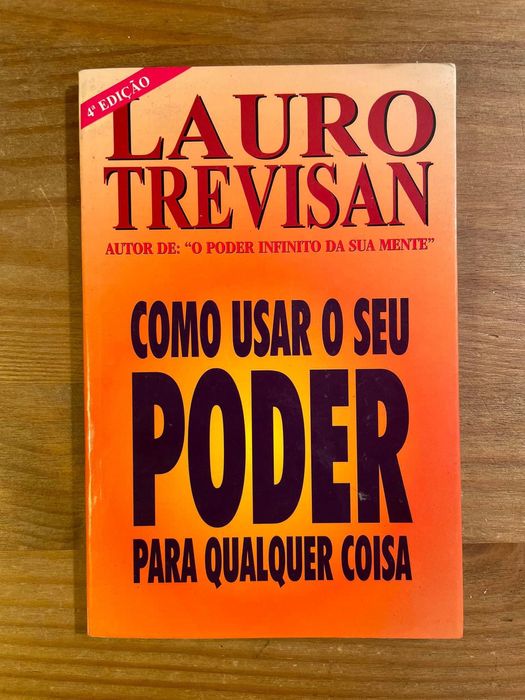 4ª EDIÇÃO
LAURO
TREVISAN
AUTOR DE: "O PODER INFINITO DA SUA MENTE"
COMO USAR O SEU
PODER
PARA QUALQUER COISA